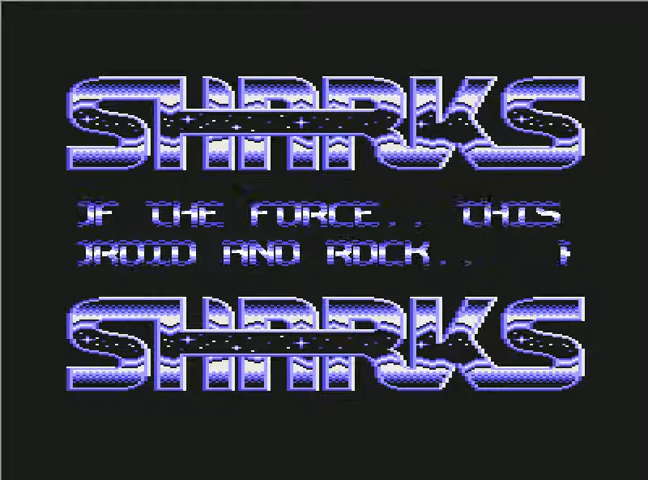 SHARKS
OF THE FORCE.. THIS
DROID AND ROCK..
SHARKS